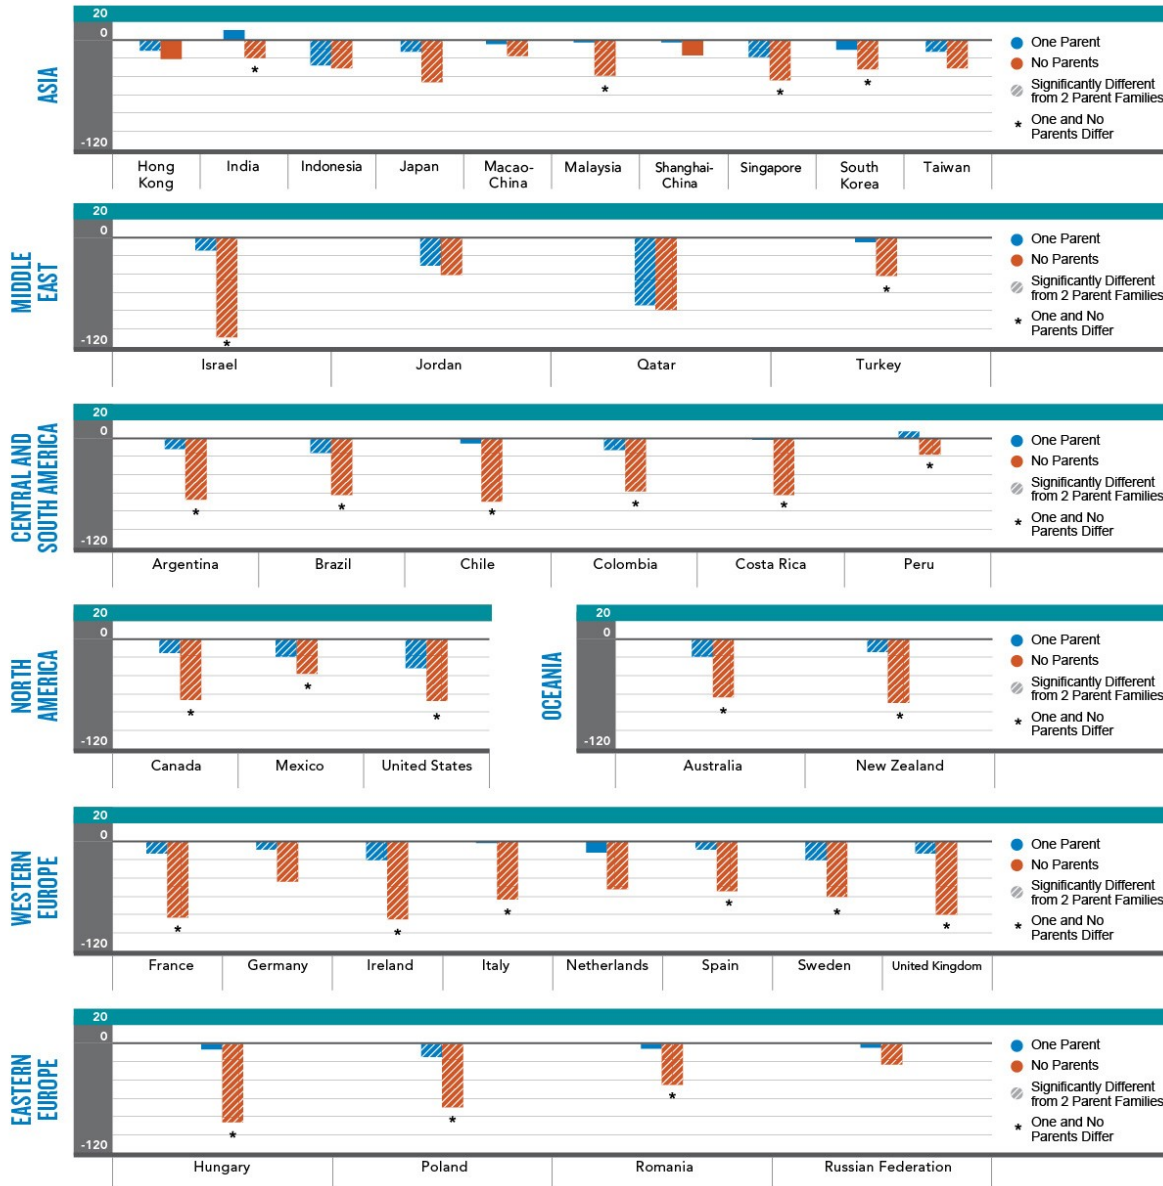 ASIA
20
0
-120
Hong
Kong
India
Indonesia
Japan
Macao-
China
Malaysia
Shanghai-
China
Singapore
South
Korea
Taiwan
One Parent
No Parents
Significantly Different
from 2 Parent Families
* One and No
Parents Differ
*
*
*
*
MIDDLE
EAST
20
0
-120
Israel
Jordan
Qatar
Turkey
One Parent
No Parents
Significantly Different
from 2 Parent Families
* One and No
Parents Differ
*
*
CENTRAL AND
SOUTH AMERICA
20
0
-120
Argentina
Brazil
Chile
Colombia
Costa Rica
Peru
One Parent
No Parents
Significantly Different
from 2 Parent Families
* One and No
Parents Differ
*
*
*
*
*
*
NORTH
AMERICA
20
0
-120
Canada
Mexico
United States
*
*
*
OCEANIA
20
0
-120
Australia
New Zealand
One Parent
No Parents
Significantly Different
from 2 Parent Families
* One and No
Parents Differ
*
*
WESTERN
EUROPE
20
0
-120
France
Germany
Ireland
Italy
Netherlands
Spain
Sweden
United Kingdom
One Parent
No Parents
Significantly Different
from 2 Parent Families
* One and No
Parents Differ
*
*
*
*
*
*
EASTERN
EUROPE
20
0
-120
Hungary
Poland
Romania
Russian Federation
One Parent
No Parents
Significantly Different
from 2 Parent Families
* One and No
Parents Differ
*
*
*